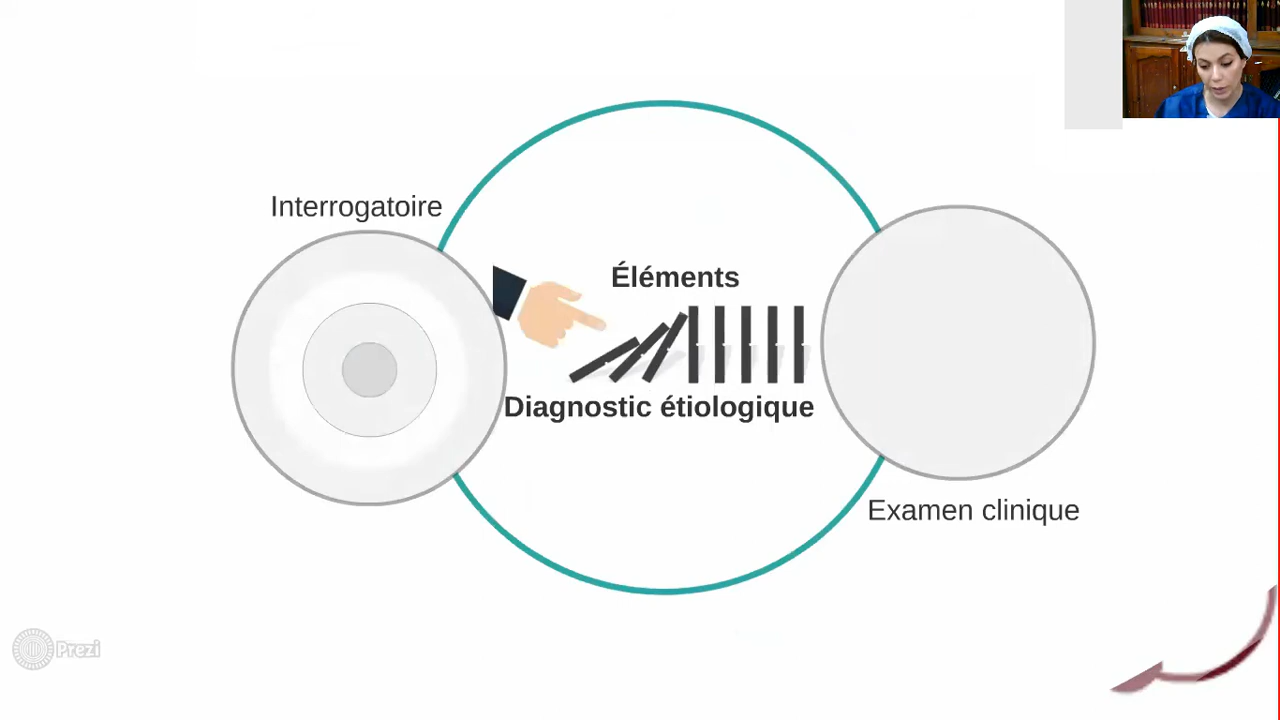 Interrogatoire
Éléments
Diagnostic étiologique
Examen clinique
Prezi